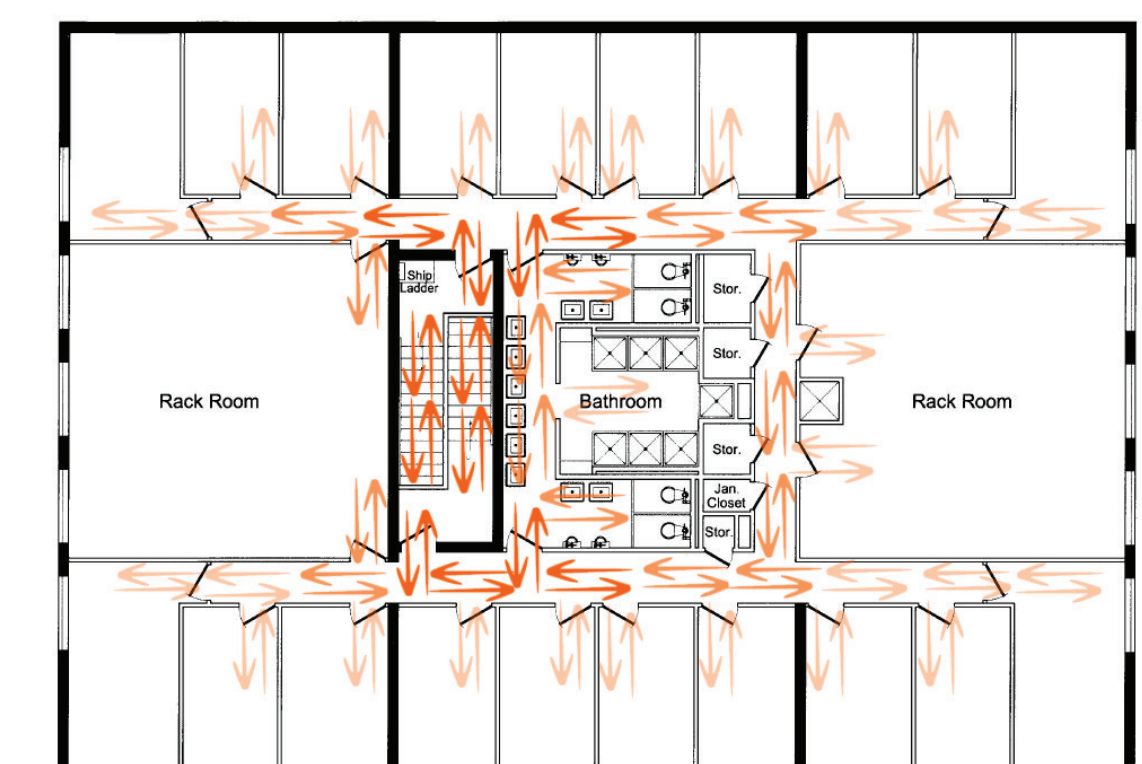 Ship
Ladder
Stor.
Stor.
Rack Room
Bathroom
Rack Room
Stor.
Jan.
Closet
Stor.